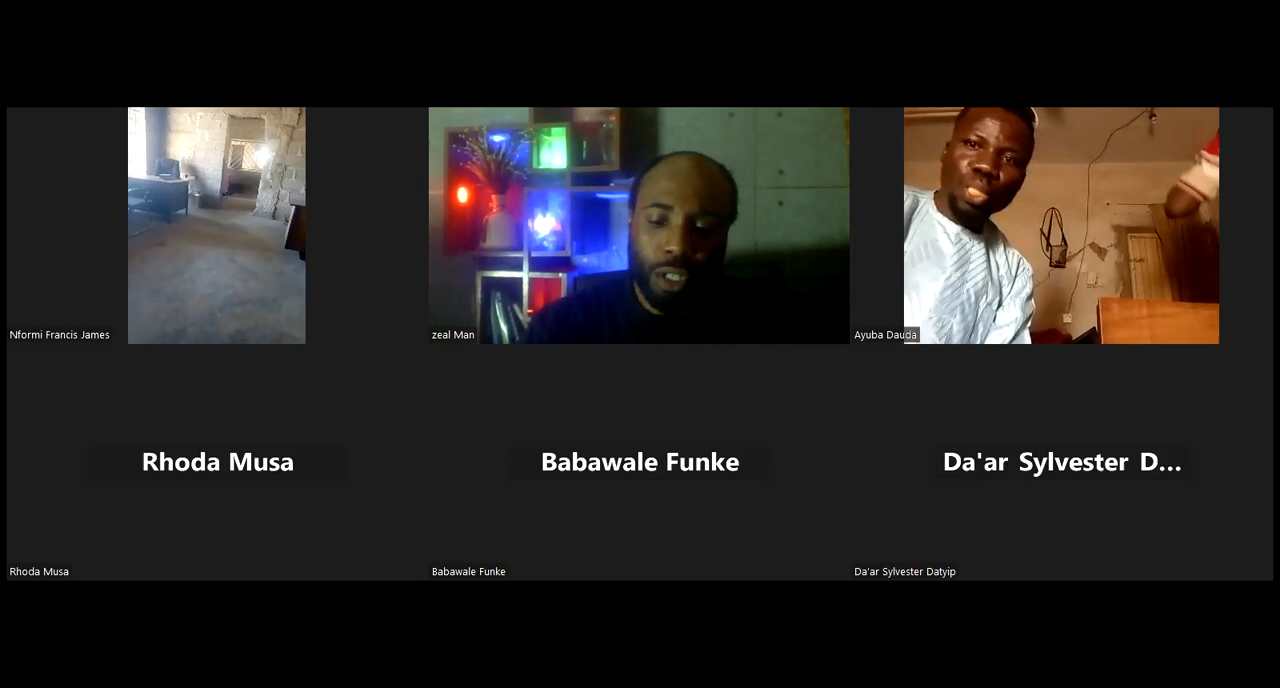 Nformi Francis James
zeal Man
Ayuba Dauda
Rhoda Musa
Babawale Funke
Da'ar Sylvester D...
Rhoda Musa
Babawale Funke
Da'ar Sylvester Datyip